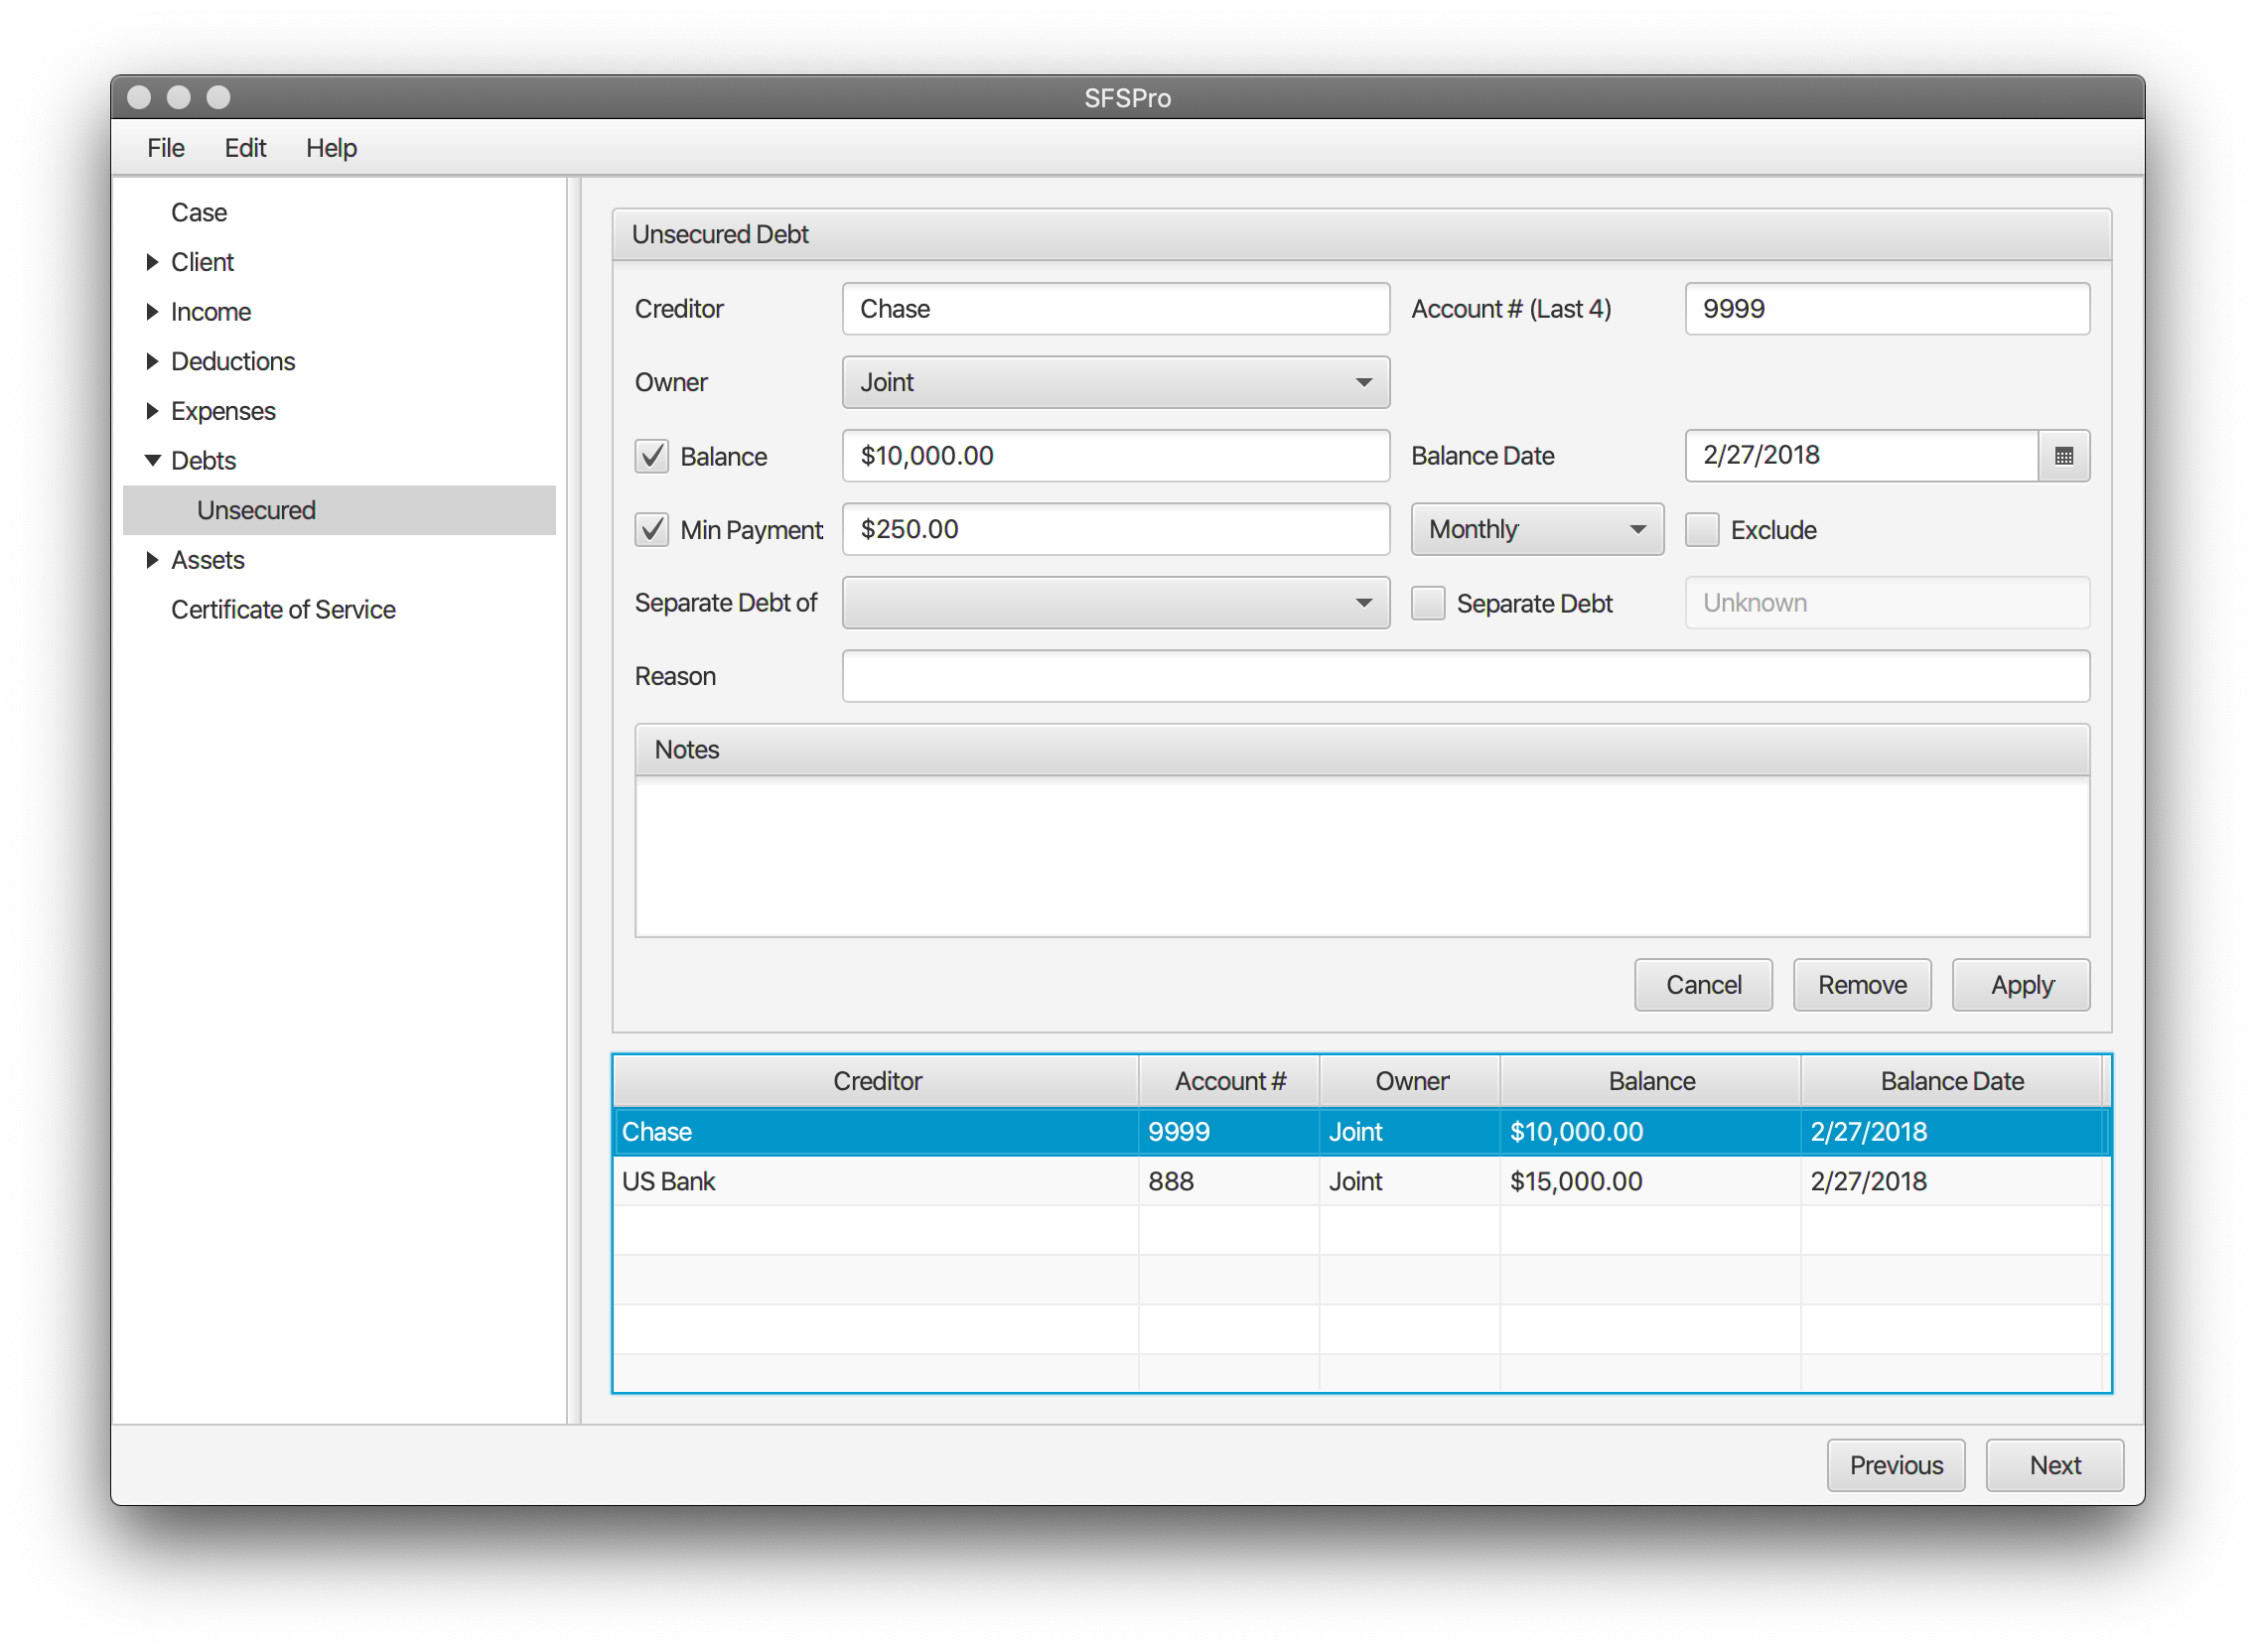 SFSPro
File Edit Help
Case
Client
Income
Deductions
Expenses
Debts
Unsecured
Assets
Certificate of Service
Unsecured Debt
Creditor Chase Account # (Last 4) 9999
Owner Joint
Balance $10,000.00 Balance Date 2/27/2018
Min Payment $250.00 Monthly Exclude
Separate Debt of Separate Debt Unknown
Reason
Notes
Cancel Remove Apply
Creditor Account # Owner Balance Balance Date
Chase 9999 Joint $10,000.00 2/27/2018
US Bank 888 Joint $15,000.00 2/27/2018
Previous Next